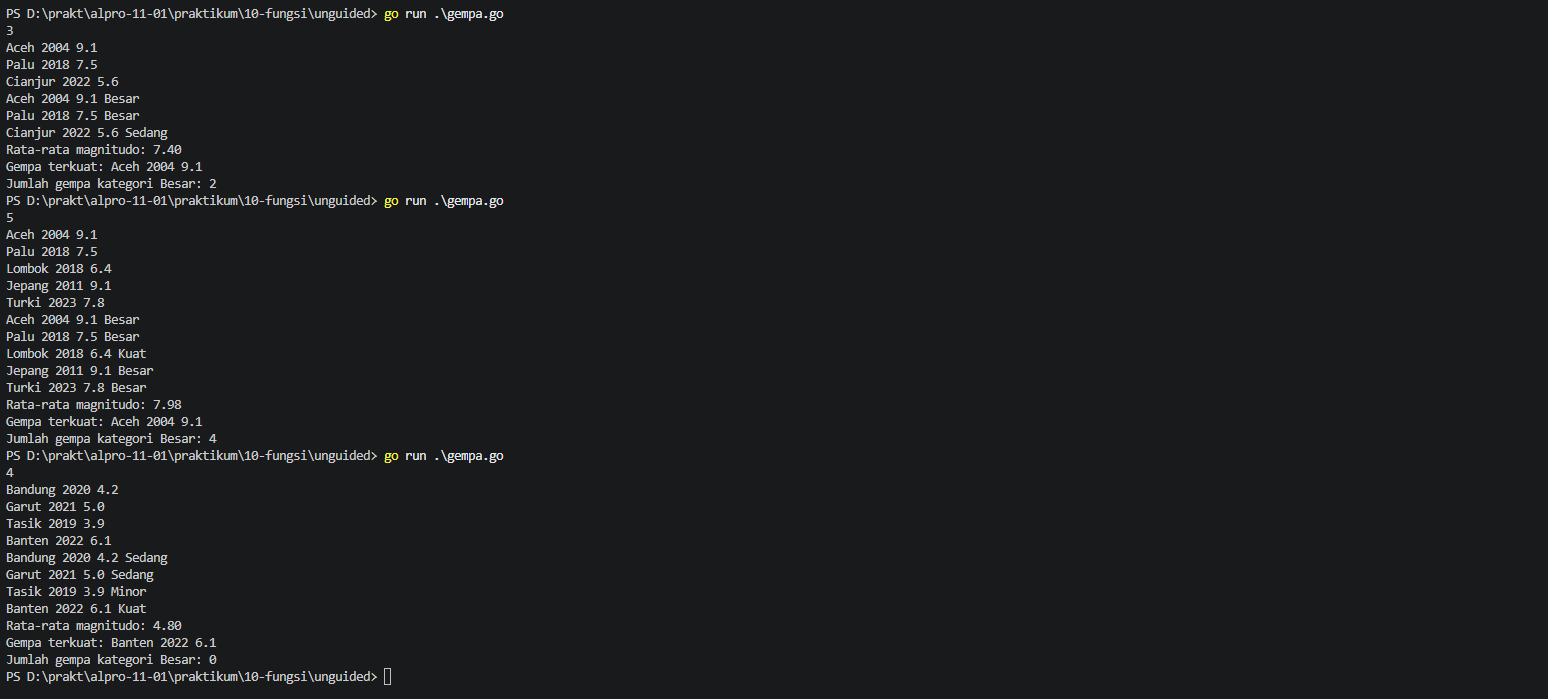 PS D:\prakt\alpro-11-01\praktikum\10-fungsi\unguided> go run .\gempa.go
3
Aceh 2004 9.1
Palu 2018 7.5
Cianjur 2022 5.6
Aceh 2004 9.1 Besar
Palu 2018 7.5 Besar
Cianjur 2022 5.6 Sedang
Rata-rata magnitudo: 7.40
Gempa terkuat: Aceh 2004 9.1
Jumlah gempa kategori Besar: 2
PS D:\prakt\alpro-11-01\praktikum\10-fungsi\unguided> go run .\gempa.go
5
Aceh 2004 9.1
Palu 2018 7.5
Lombok 2018 6.4
Jepang 2011 9.1
Turki 2023 7.8
Aceh 2004 9.1 Besar
Palu 2018 7.5 Besar
Lombok 2018 6.4 Kuat
Jepang 2011 9.1 Besar
Turki 2023 7.8 Besar
Rata-rata magnitudo: 7.98
Gempa terkuat: Aceh 2004 9.1
Jumlah gempa kategori Besar: 4
PS D:\prakt\alpro-11-01\praktikum\10-fungsi\unguided> go run .\gempa.go
4
Bandung 2020 4.2
Garut 2021 5.0
Tasik 2019 3.9
Banten 2022 6.1
Bandung 2020 4.2 Sedang
Garut 2021 5.0 Sedang
Tasik 2019 3.9 Minor
Banten 2022 6.1 Kuat
Rata-rata magnitudo: 4.80
Gempa terkuat: Banten 2022 6.1
Jumlah gempa kategori Besar: 0
PS D:\prakt\alpro-11-01\praktikum\10-fungsi\unguided>